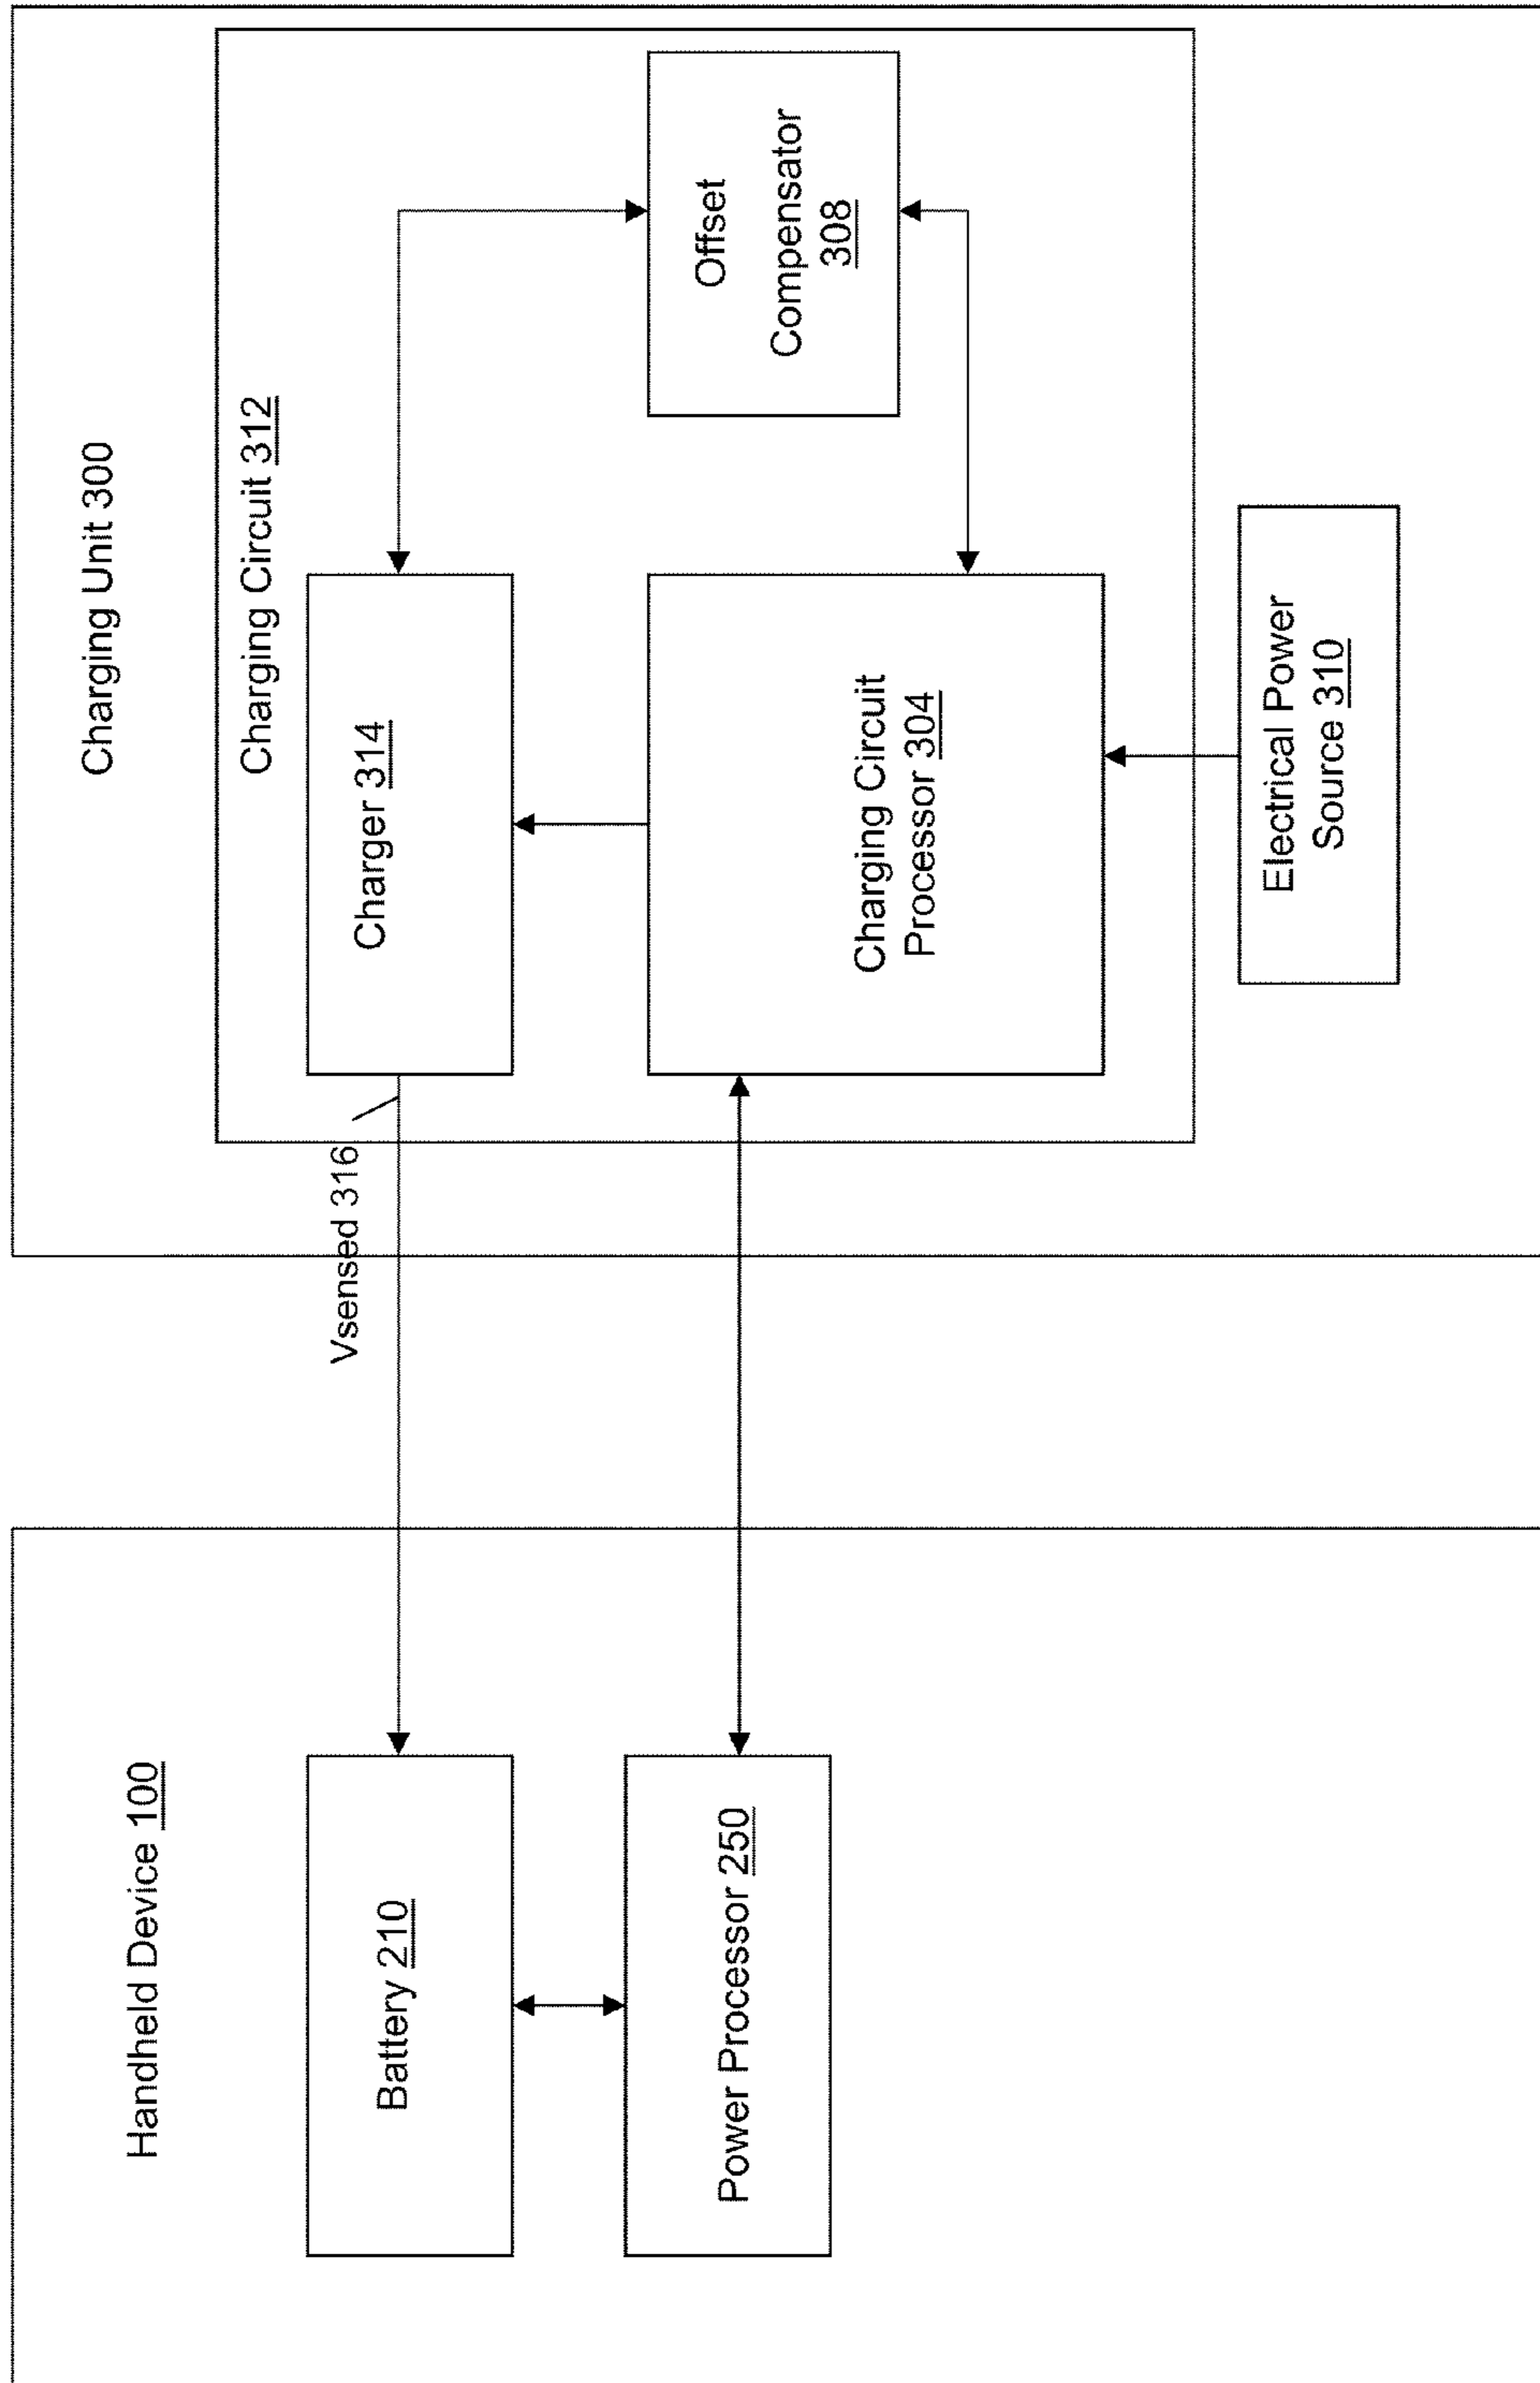 Handheld Device 100
Battery 210
Power Processor 250
Vsensed 316
Charging Unit 300
Charging Circuit 312
Charger 314
Charging Circuit
Processor 304
Offset
Compensator
308
Electrical Power
Source 310